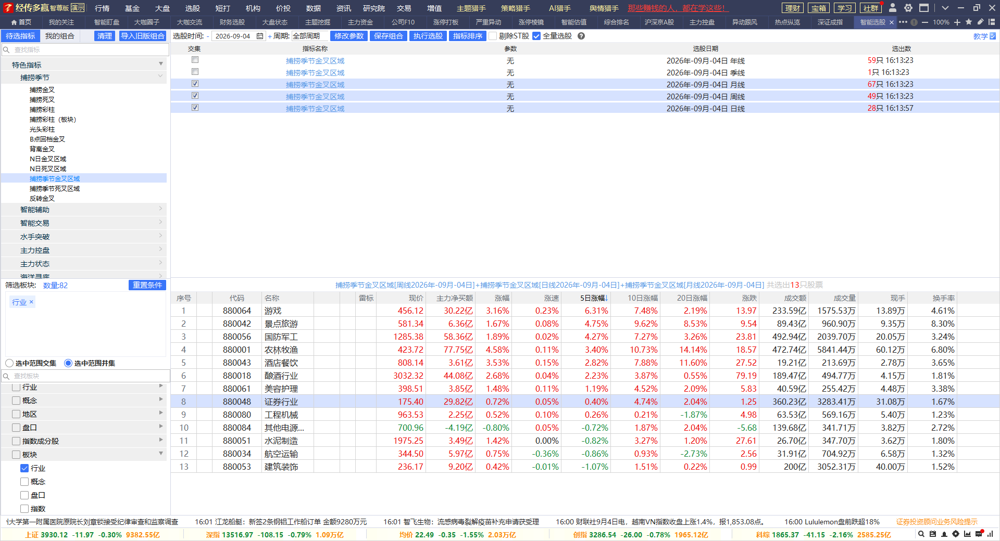 经传多赢 智尊版 演示 行情 基金 大盘 选股 短打 机构 价投 数据 资讯 研究院 交易 增值 主题猎手 策略猎手 AI猎手 舆情猎手 那些赚钱的人，都在学这些！ 理财 宝箱 学习 社群
首页 我的关注 智能盯盘 大咖圈子 大咖交流 财务选股 大盘状态 主题挖掘 主力资金 公司F10 涨停打板 严重异动 涨停棱镜 智能估值 综合排名 沪深京A股 主力控盘 异动跟风 热点纵览 深证成指 智能选股 × 100%
待选指标 我的组合 清理 导入旧版组合 选股时间: - 2026-09-04 + 周期: 全部周期 修改参数 保存组合 执行选股 指标排序 剔除ST股 全量选股 教学
查找指标
特色指标
捕捞季节
捕捞金叉
捕捞死叉
捕捞彩柱
捕捞彩柱（板块）
光头彩柱
B点回档金叉
背离金叉
N日金叉区域
N日死叉区域
捕捞季节金叉区域
捕捞季节死叉区域
反转金叉
智能辅助
智能交易
水手突破
主力控盘
主力状态
海洋寻底
交集 指标名称 参数 选股日期 选出数
捕捞季节金叉区域 无 2026年-09月-04日 年线 59只 16:13:23
捕捞季节金叉区域 无 2026年-09月-04日 季线 1只 16:13:23
捕捞季节金叉区域 无 2026年-09月-04日 月线 67只 16:13:23
捕捞季节金叉区域 无 2026年-09月-04日 周线 49只 16:13:23
捕捞季节金叉区域 无 2026年-09月-04日 日线 28只 16:13:57
筛选板块: 数量:82 重置条件
行业 ×
选中范围交集 选中范围并集
查找板块
行业
概念
地区
盘口
指数成分股
板块
行业
概念
盘口
指数
捕捞季节金叉区域[周线2026年-09月-04日]+捕捞季节金叉区域[日线2026年-09月-04日]+捕捞季节金叉区域[月线2026年-09月-04日] 共选出13只股票
序号 代码 名称 雷标 现价 主力净买额 涨幅 涨速 5日涨幅↓ 10日涨幅 20日涨幅 涨跌 成交额 成交量 现手 换手率
1 880064 游戏 456.12 30.22亿 3.16% 0.23% 6.31% 7.48% 2.19% 13.97 233.59亿 1575.53万 13.89万 4.61%
2 880042 景点旅游 581.34 6.36亿 1.67% 0.08% 4.75% 9.62% 8.53% 9.54 89.43亿 960.90万 9.35万 8.30%
3 880056 国防军工 1285.38 58.36亿 1.89% 0.02% 4.27% 7.27% 3.26% 23.81 492.94亿 2039.70万 20.05万 3.24%
4 880001 农林牧渔 423.72 77.75亿 4.58% 0.11% 3.40% 10.73% 14.14% 18.57 472.74亿 5841.44万 60.12万 6.80%
5 880043 酒店餐饮 808.14 3.61亿 3.53% 0.15% 2.82% 7.88% 11.60% 27.52 19.21亿 213.69万 2.78万 3.65%
6 880018 酿酒行业 3032.32 44.08亿 2.68% 0.04% 2.23% 3.87% 0.55% 79.19 189.47亿 494.77万 4.15万 1.81%
7 880061 美容护理 398.51 3.85亿 1.48% 0.11% 1.19% 4.52% 2.09% 5.83 40.59亿 255.42万 4.48万 3.38%
8 880048 证券行业 175.40 29.82亿 0.72% 0.05% 0.40% 4.74% 2.04% 1.25 360.23亿 3283.41万 31.08万 1.67%
9 880080 工程机械 963.53 2.25亿 0.52% 0.10% 0.26% 0.21% -1.87% 4.98 63.53亿 569.16万 5.40万 1.23%
10 880084 其他电源... 700.96 -4.19亿 -0.80% 0.05% -0.72% 1.87% 2.04% -5.68 139.68亿 341.71万 3.82万 2.72%
11 880051 水泥制造 1975.25 3.49亿 1.42% 0.00% -0.82% 3.27% 1.20% 27.61 26.70亿 347.70万 3.62万 1.80%
12 880034 航空运输 344.50 5.97亿 0.75% -0.36% -0.86% 0.93% -2.73% 2.56 31.91亿 704.92万 6.58万 1.32%
13 880053 建筑装饰 236.17 9.20亿 0.42% -0.01% -1.07% 1.51% 0.22% 0.99 200亿 3052.31万 40.00万 1.52%
大学第一附属医院原院长刘章锁接受纪律审查和监察调查 16:01 江龙船艇：新签2条钢铝工作船订单 金额9280万元 16:01 智飞生物：流感病毒裂解疫苗补充申请获受理 16:00 财联社9月4日电，越南VN指数收盘上涨1.4%，报1,853.08点。 16:00 Lululemon盘前跌超18% 证券投资顾问业务风险提示
上证 3930.12 -11.97 -0.30% 9382.55亿 深指 13516.97 -108.15 -0.79% 1.09万亿 均价 22.49 -0.35 -1.55% 2.03万亿 创指 3286.54 -26.00 -0.78% 1965.12亿 科综 1865.37 -41.15 -2.16% 2585.25亿